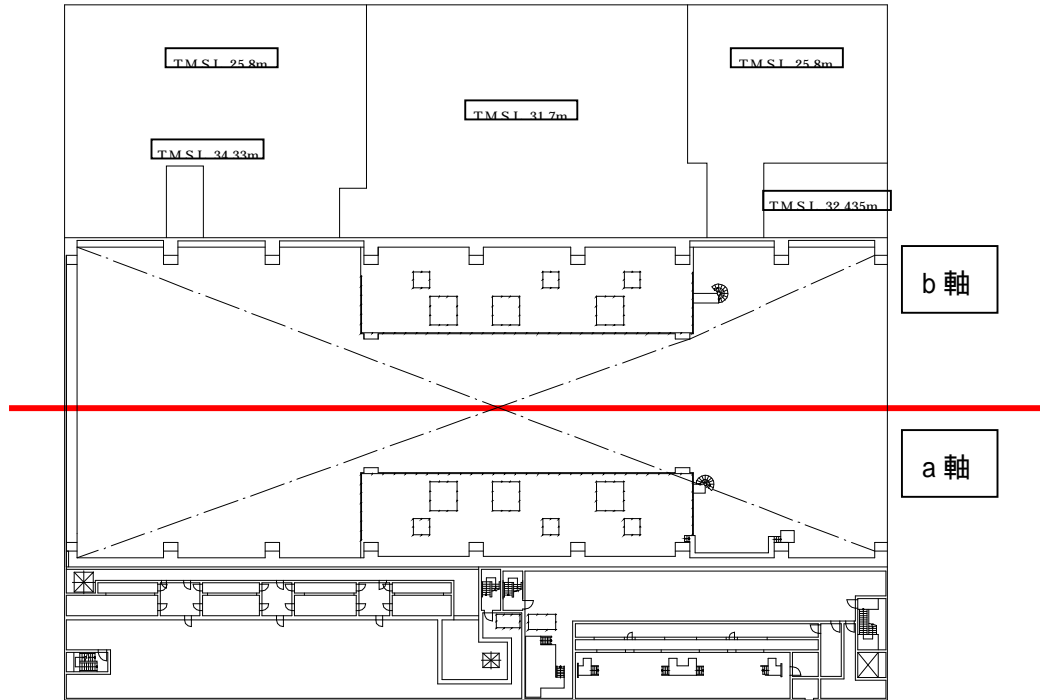 T.M.S.L. 25.8m
T.M.S.L. 25.8m
T.M.S.L. 31.7m
T.M.S.L. 34.33m
T.M.S.L. 32.435m
b 軸
a 軸